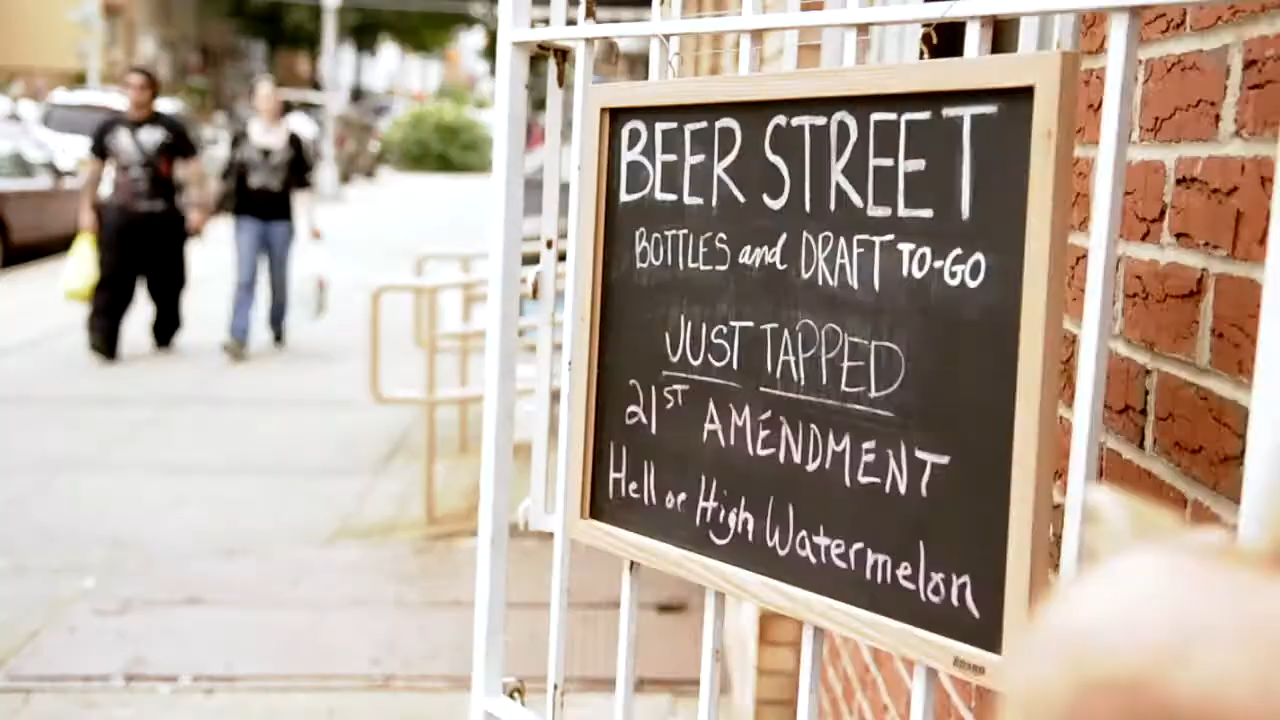 BEER STREET
BOTTLES and DRAFT TO-GO
JUST TAPPED
21ST AMENDMENT
Hell or High Watermelon